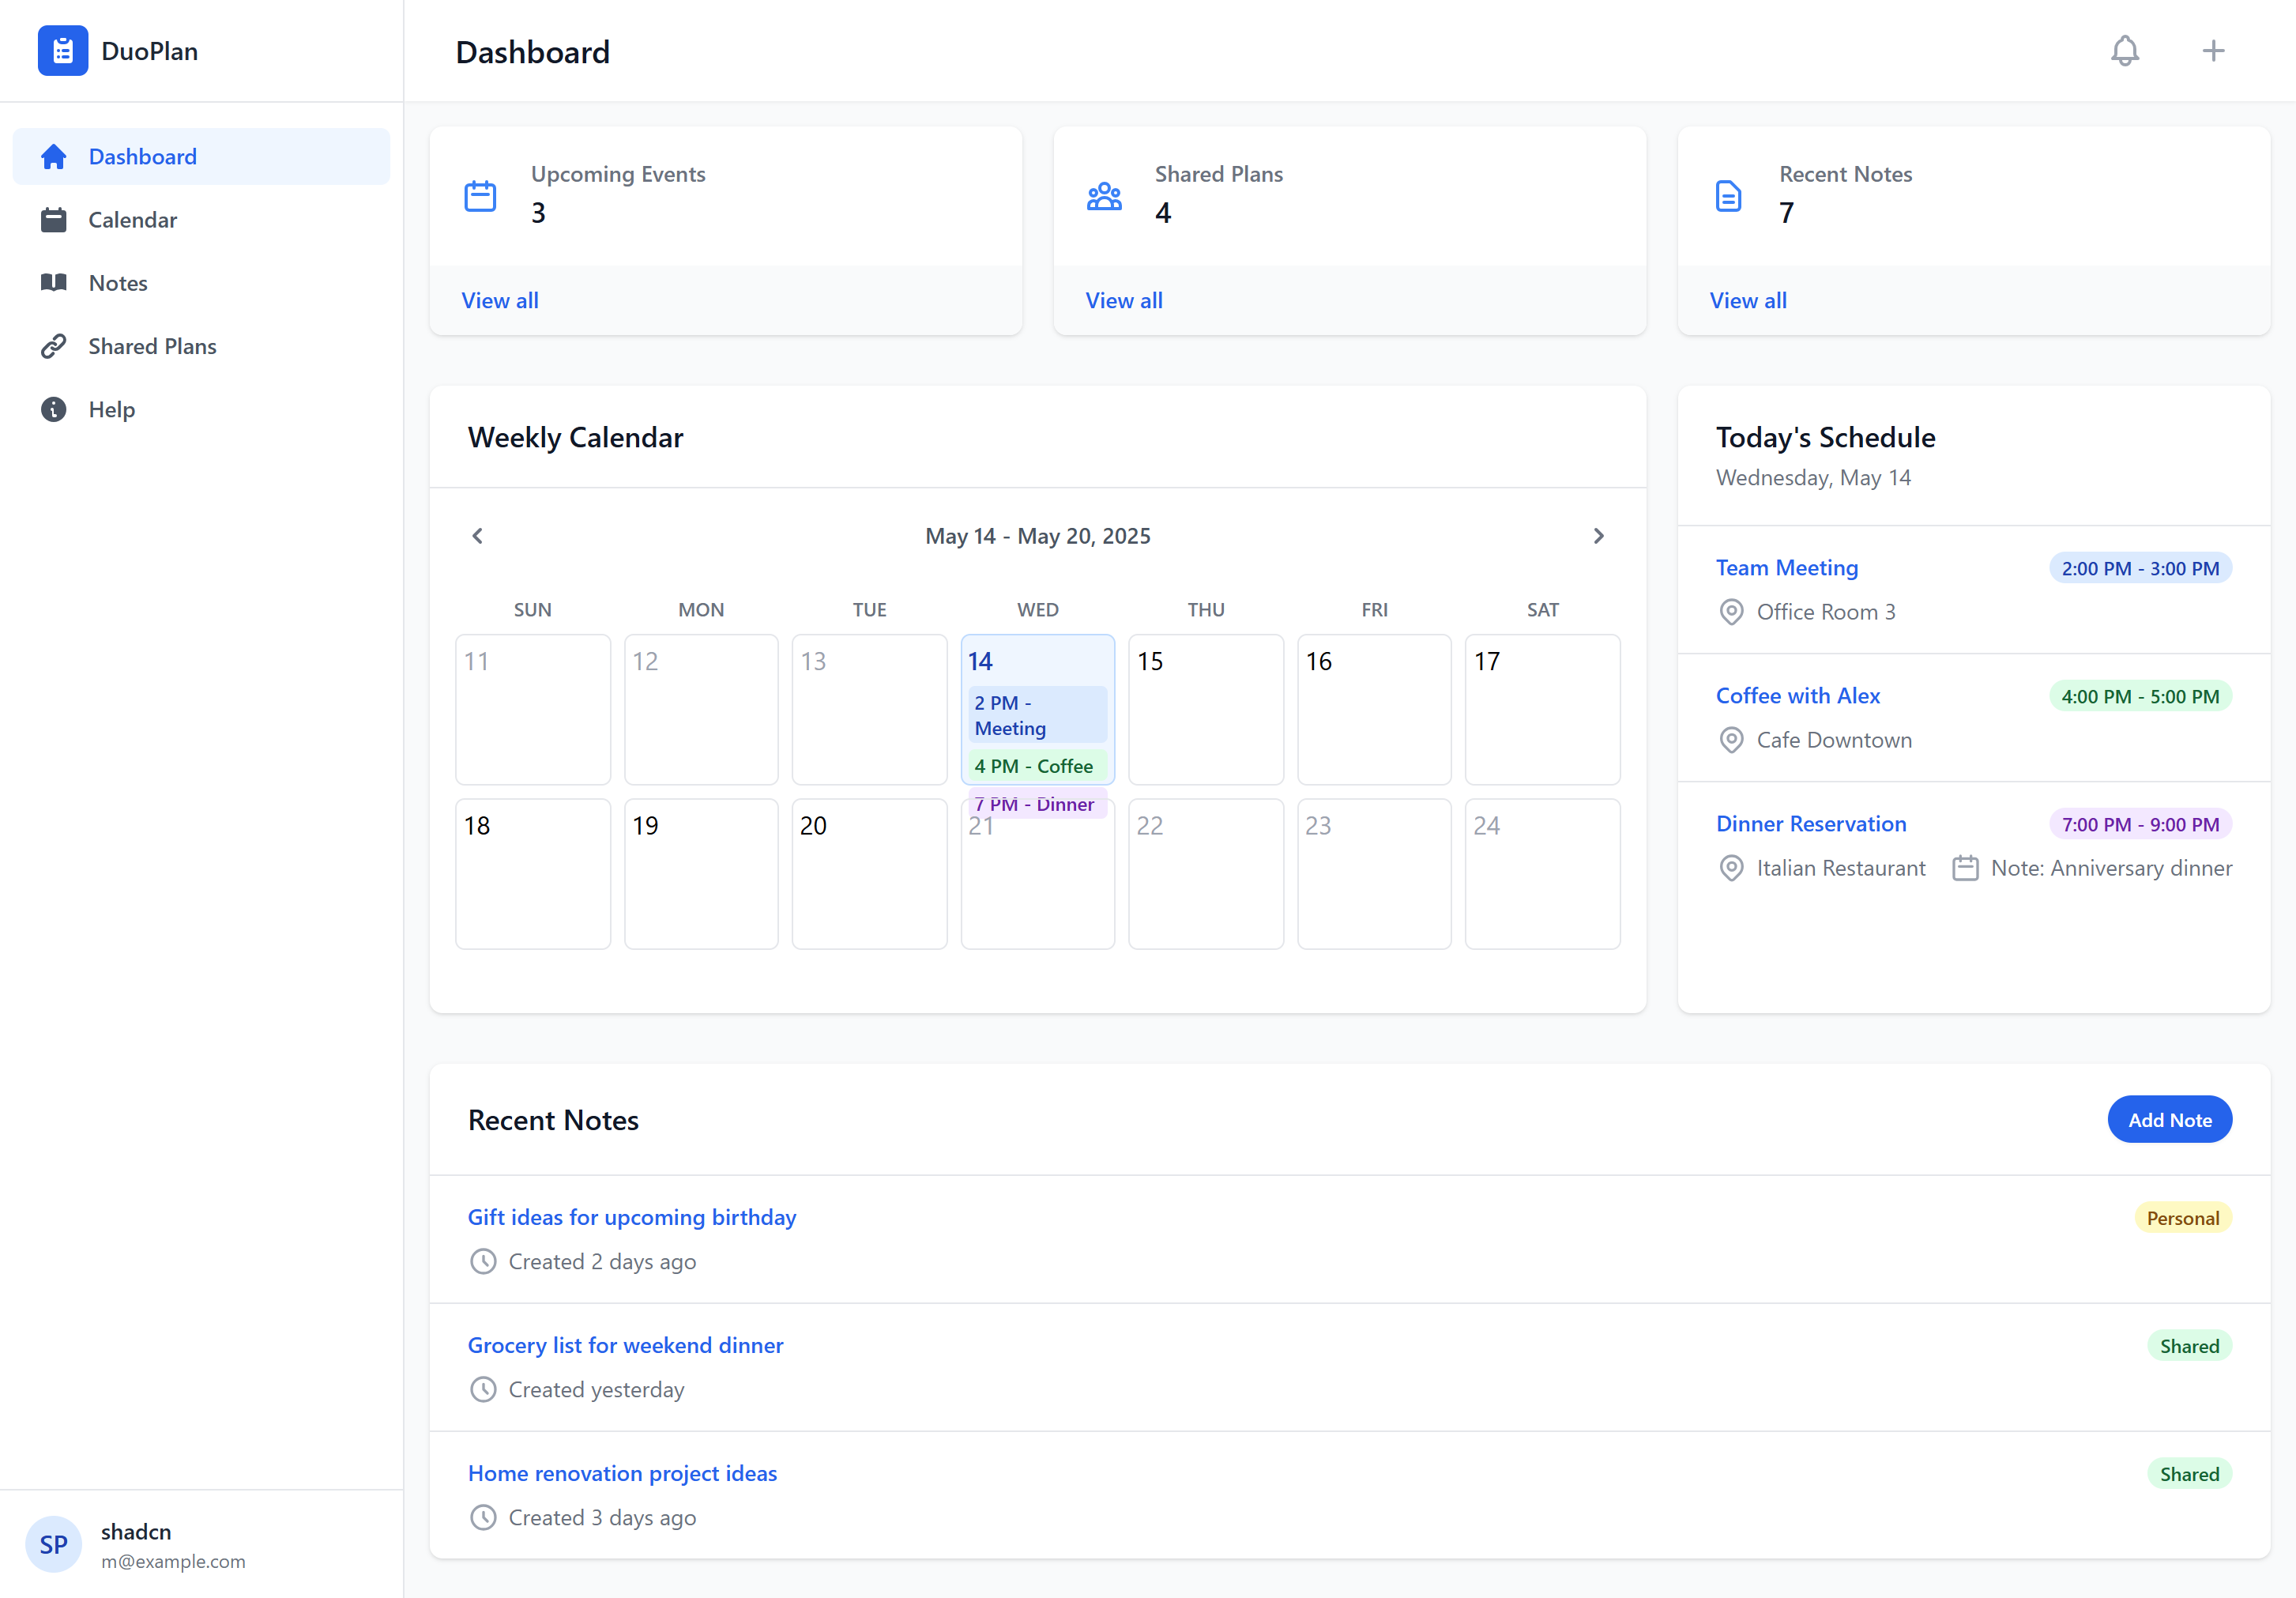 DuoPlan
Dashboard
Calendar
Notes
Shared Plans
Help
shadcn
SP
m@example.com
Dashboard
Upcoming Events
3
View all
Shared Plans
4
View all
Recent Notes
7
View all
Weekly Calendar
May 14 - May 20, 2025
SUN MON TUE WED THU FRI SAT
11 12 13 14 15 16 17
2 PM -
Meeting
4 PM - Coffee
7 PM - Dinner
18 19 20 21 22 23 24
Today's Schedule
Wednesday, May 14
Team Meeting 2:00 PM - 3:00 PM
Office Room 3
Coffee with Alex 4:00 PM - 5:00 PM
Cafe Downtown
Dinner Reservation 7:00 PM - 9:00 PM
Italian Restaurant Note: Anniversary dinner
Recent Notes
Add Note
Gift ideas for upcoming birthday Personal
Created 2 days ago
Grocery list for weekend dinner Shared
Created yesterday
Home renovation project ideas Shared
Created 3 days ago